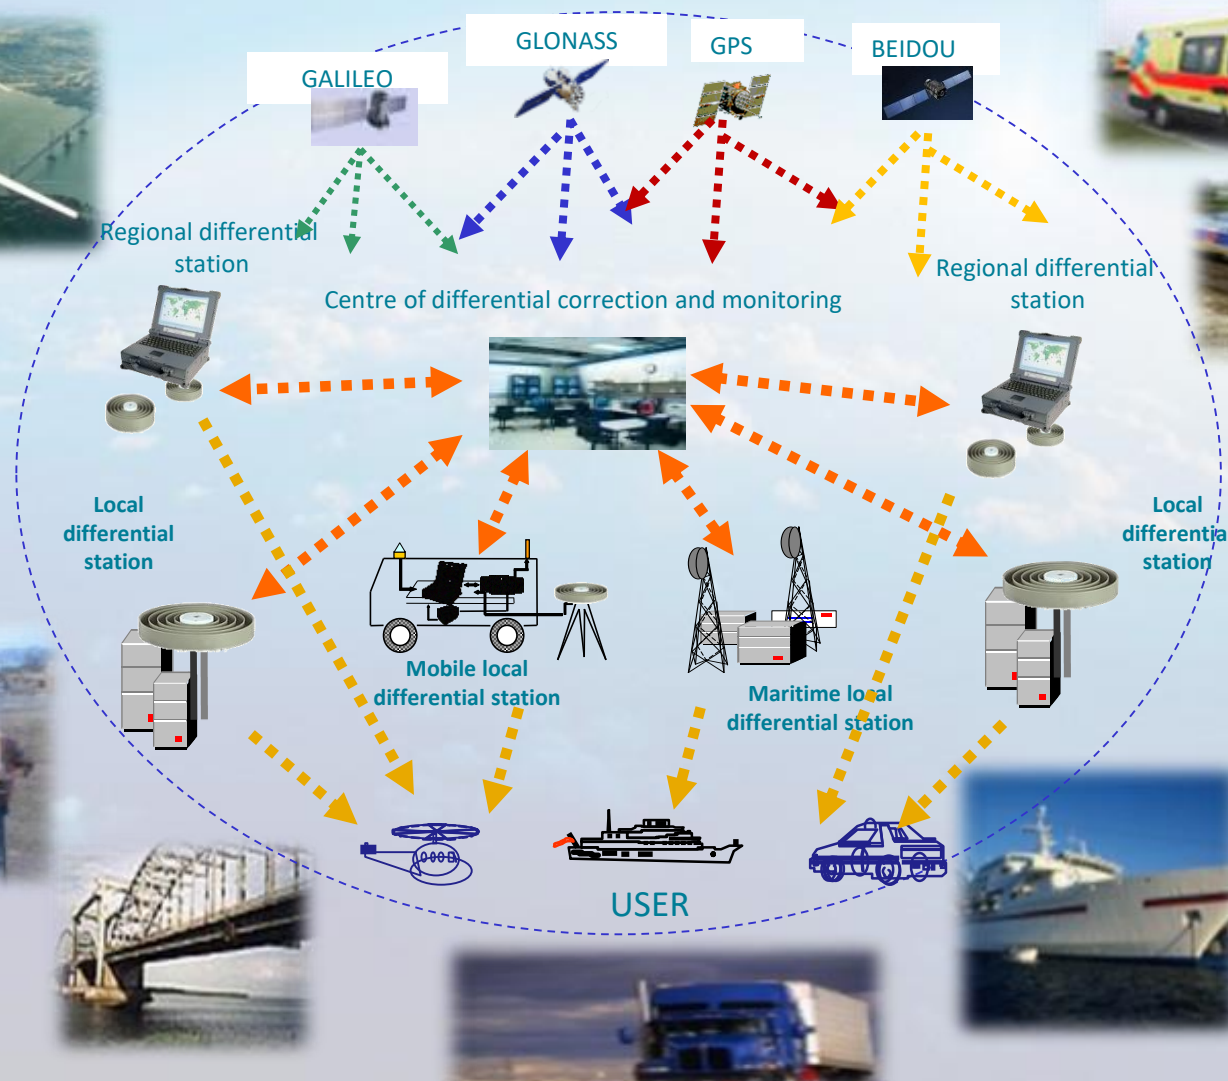 GALILEO
GLONASS
GPS
BEIDOU
Regional differential
station
Regional differential
station
Centre of differential correction and monitoring
Local
differential
station
Local
differential
station
Mobile local
differential station
Maritime local
differential station
USER